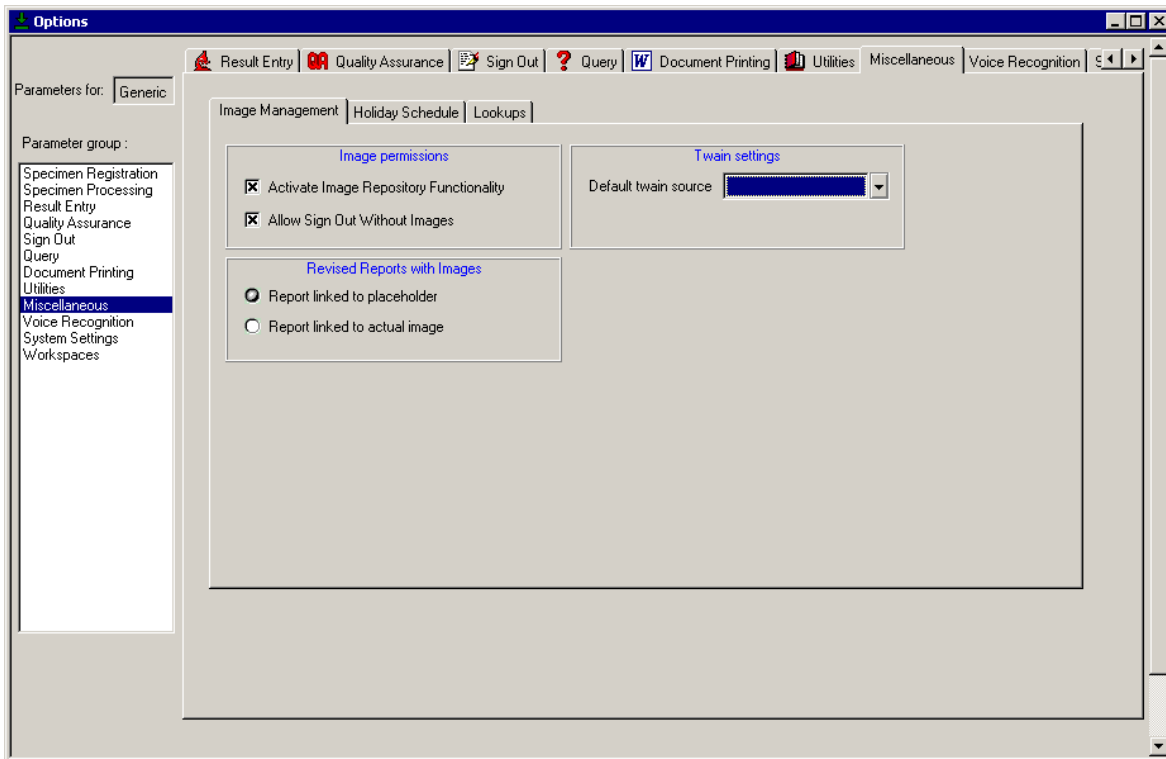 Options
Result Entry
Quality Assurance
Sign Out
Query
Document Printing
Utilities
Miscellaneous
Voice Recognition
Parameters for:
Generic
Parameter group :
Specimen Registration
Specimen Processing
Result Entry
Quality Assurance
Sign Out
Query
Document Printing
Utilities
Miscellaneous
Voice Recognition
System Settings
Workspaces
Image Management
Holiday Schedule
Lookups
Image permissions
Activate Image Repository Functionality
Allow Sign Out Without Images
Twain settings
Default twain source
Revised Reports with Images
Report linked to placeholder
Report linked to actual image